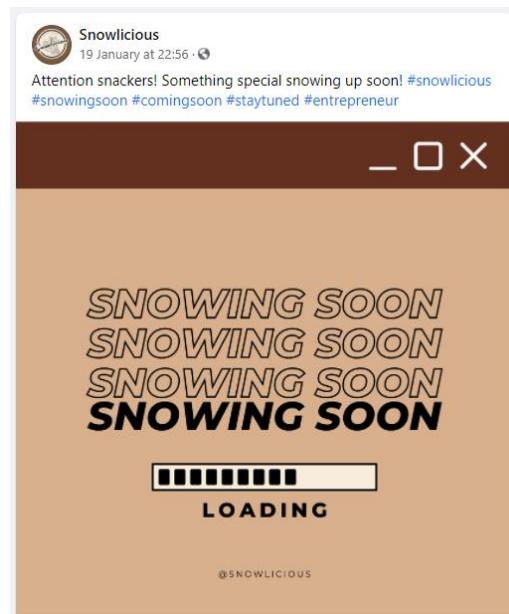 Snowlicious
19 January at 22:56 ·
Attention snackers! Something special snowing up soon! #snowlicious
#snowingsoon #comingsoon #staytuned #entrepreneur
SNOWING SOON
SNOWING SOON
SNOWING SOON
SNOWING SOON
LOADING
@SNOWLICIOUS